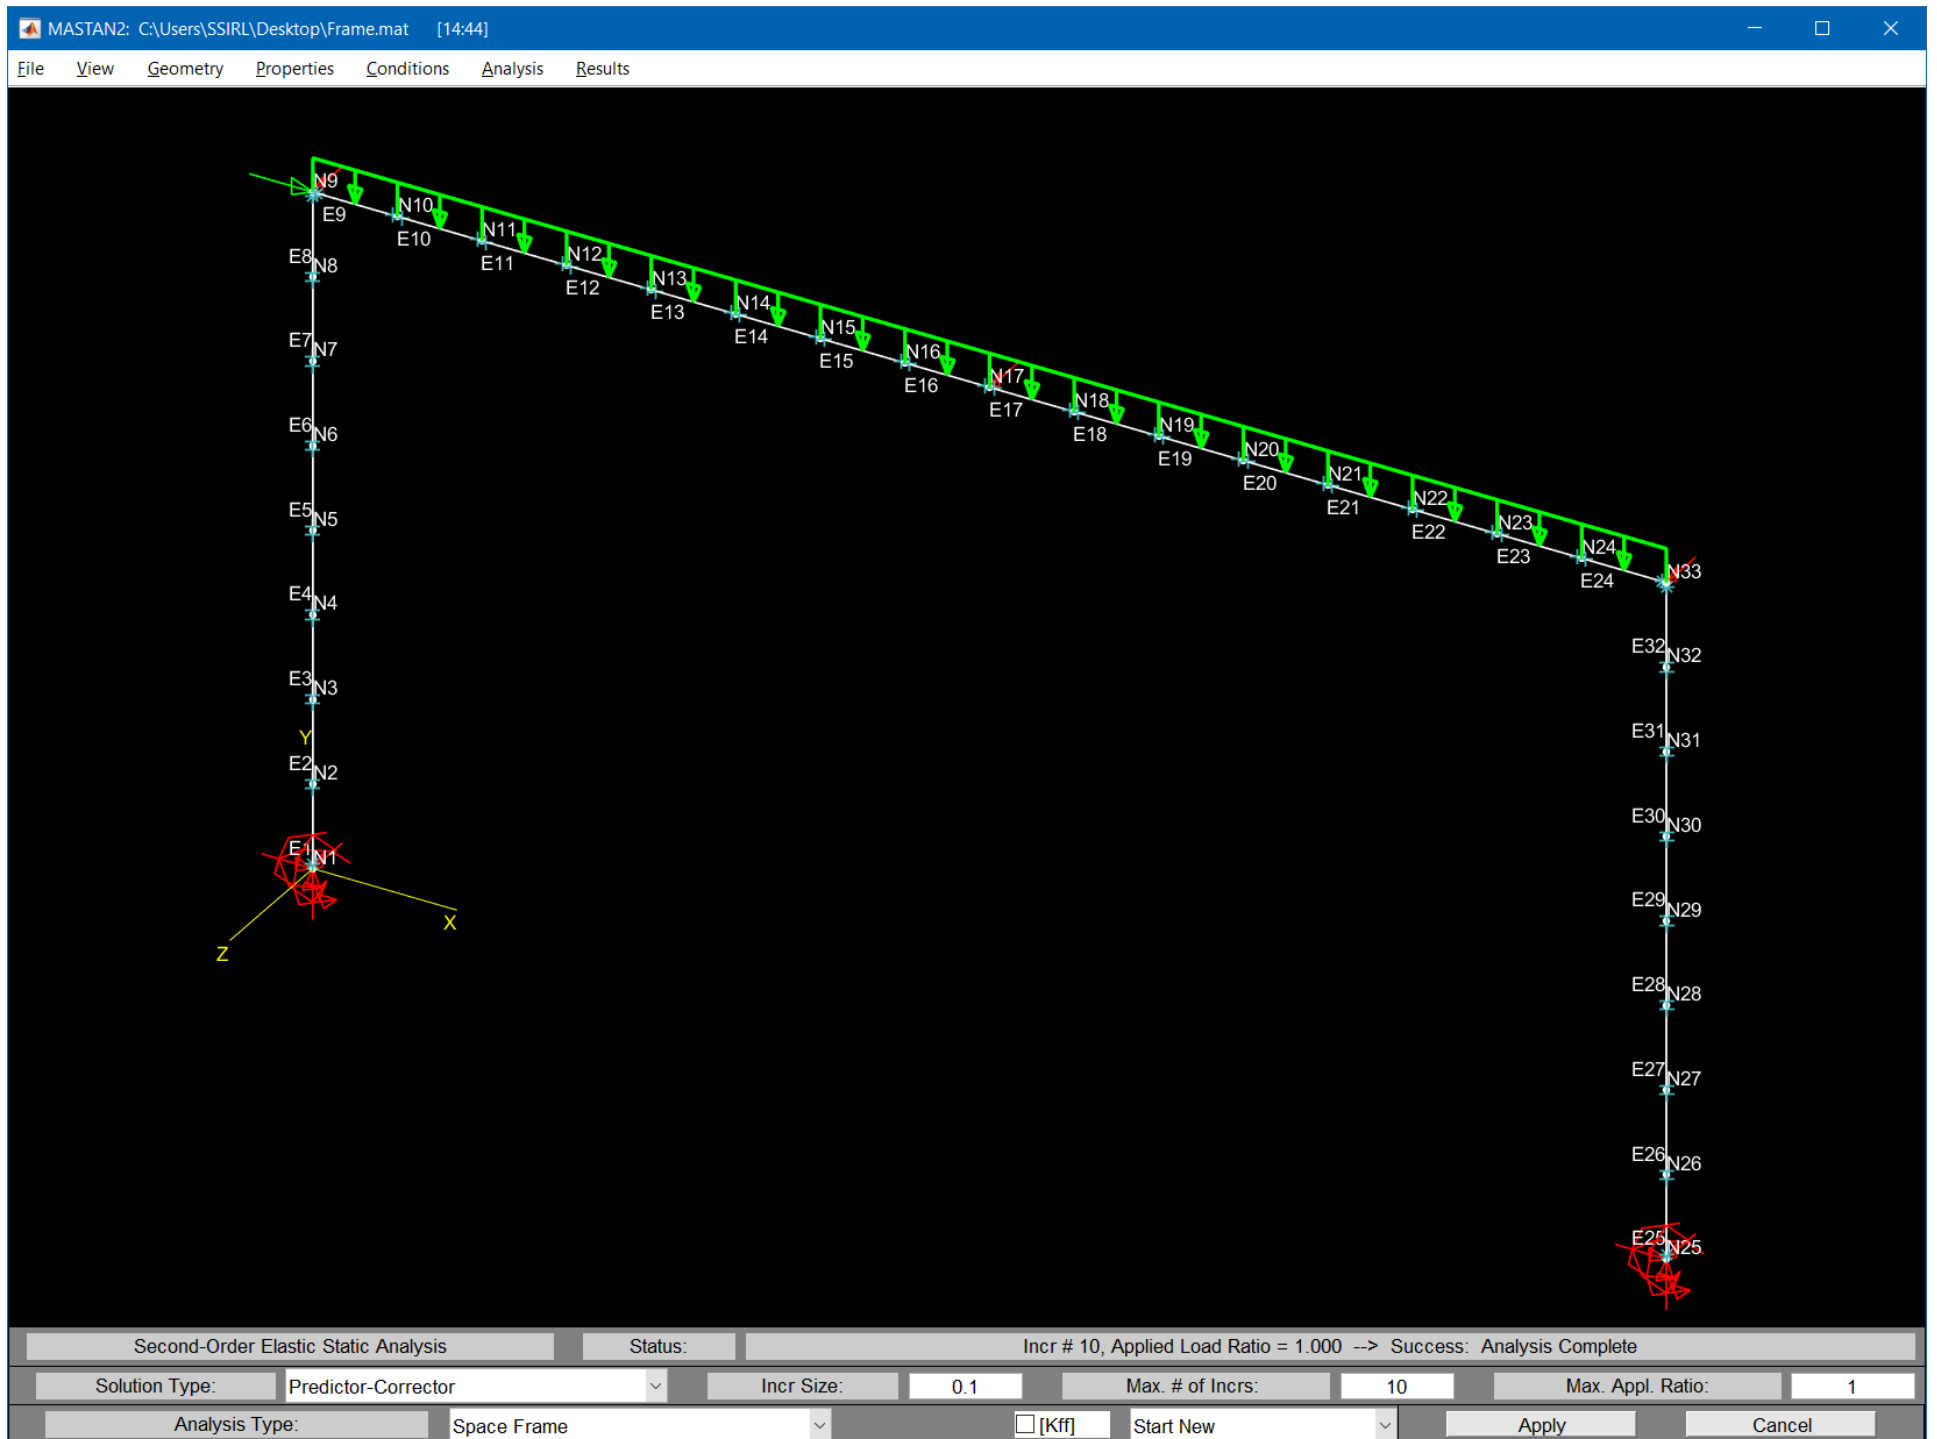 MASTAN2: C:\Users\SSIRL\Desktop\Frame.mat [14:44]
File View Geometry Properties Conditions Analysis Results
N9
E9
N10
E10
N11
E11
N12
E12
N13
E13
N14
E14
N15
E15
N16
E16
N17
E17
N18
E18
N19
E19
N20
E20
N21
E21
N22
E22
N23
E23
N24
E24
N33
E8 N8
E7 N7
E6 N6
E5 N5
E4 N4
E3 N3
Y
E2 N2
E1 N1
X
Z
E32 N32
E31 N31
E30 N30
E29 N29
E28 N28
E27 N27
E26 N26
E25 N25
Second-Order Elastic Static Analysis Status: Incr # 10, Applied Load Ratio = 1.000 --> Success: Analysis Complete
Solution Type: Predictor-Corrector Incr Size: 0.1 Max. # of Incrs: 10 Max. Appl. Ratio: 1
Analysis Type: Space Frame [Kff] Start New Apply Cancel